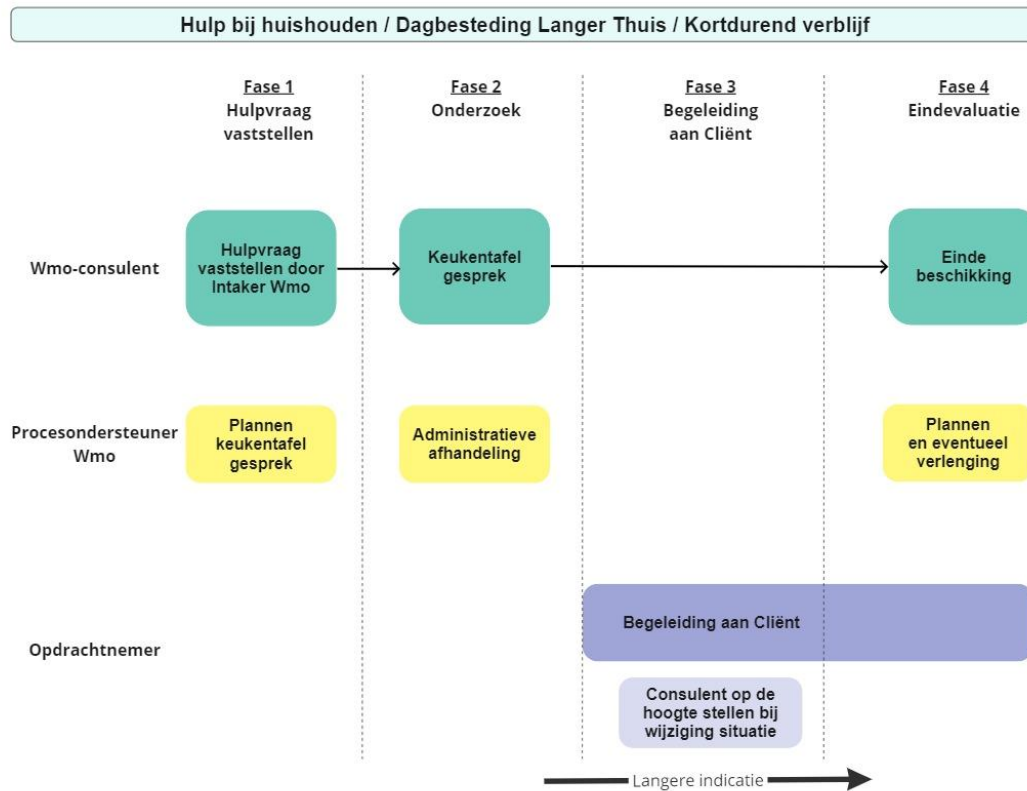 Hulp bij huishouden / Dagbesteding Langer Thuis / Kortdurend verblijf
Fase 1
Hulpvraag
vaststellen
Fase 2
Onderzoek
Fase 3
Begeleiding
aan Cliënt
Fase 4
Eindevaluatie
Wmo-consulent
Hulpvraag
vaststellen door
Intaker Wmo
Keukentafel
gesprek
Einde
beschikking
Procesondersteuner
Wmo
Plannen
keukentafel
gesprek
Administratieve
afhandeling
Plannen
en eventueel
verlenging
Opdrachtnemer
Begeleiding aan Cliënt
Consulent op de
hoogte stellen bij
wijziging situatie
Langere indicatie